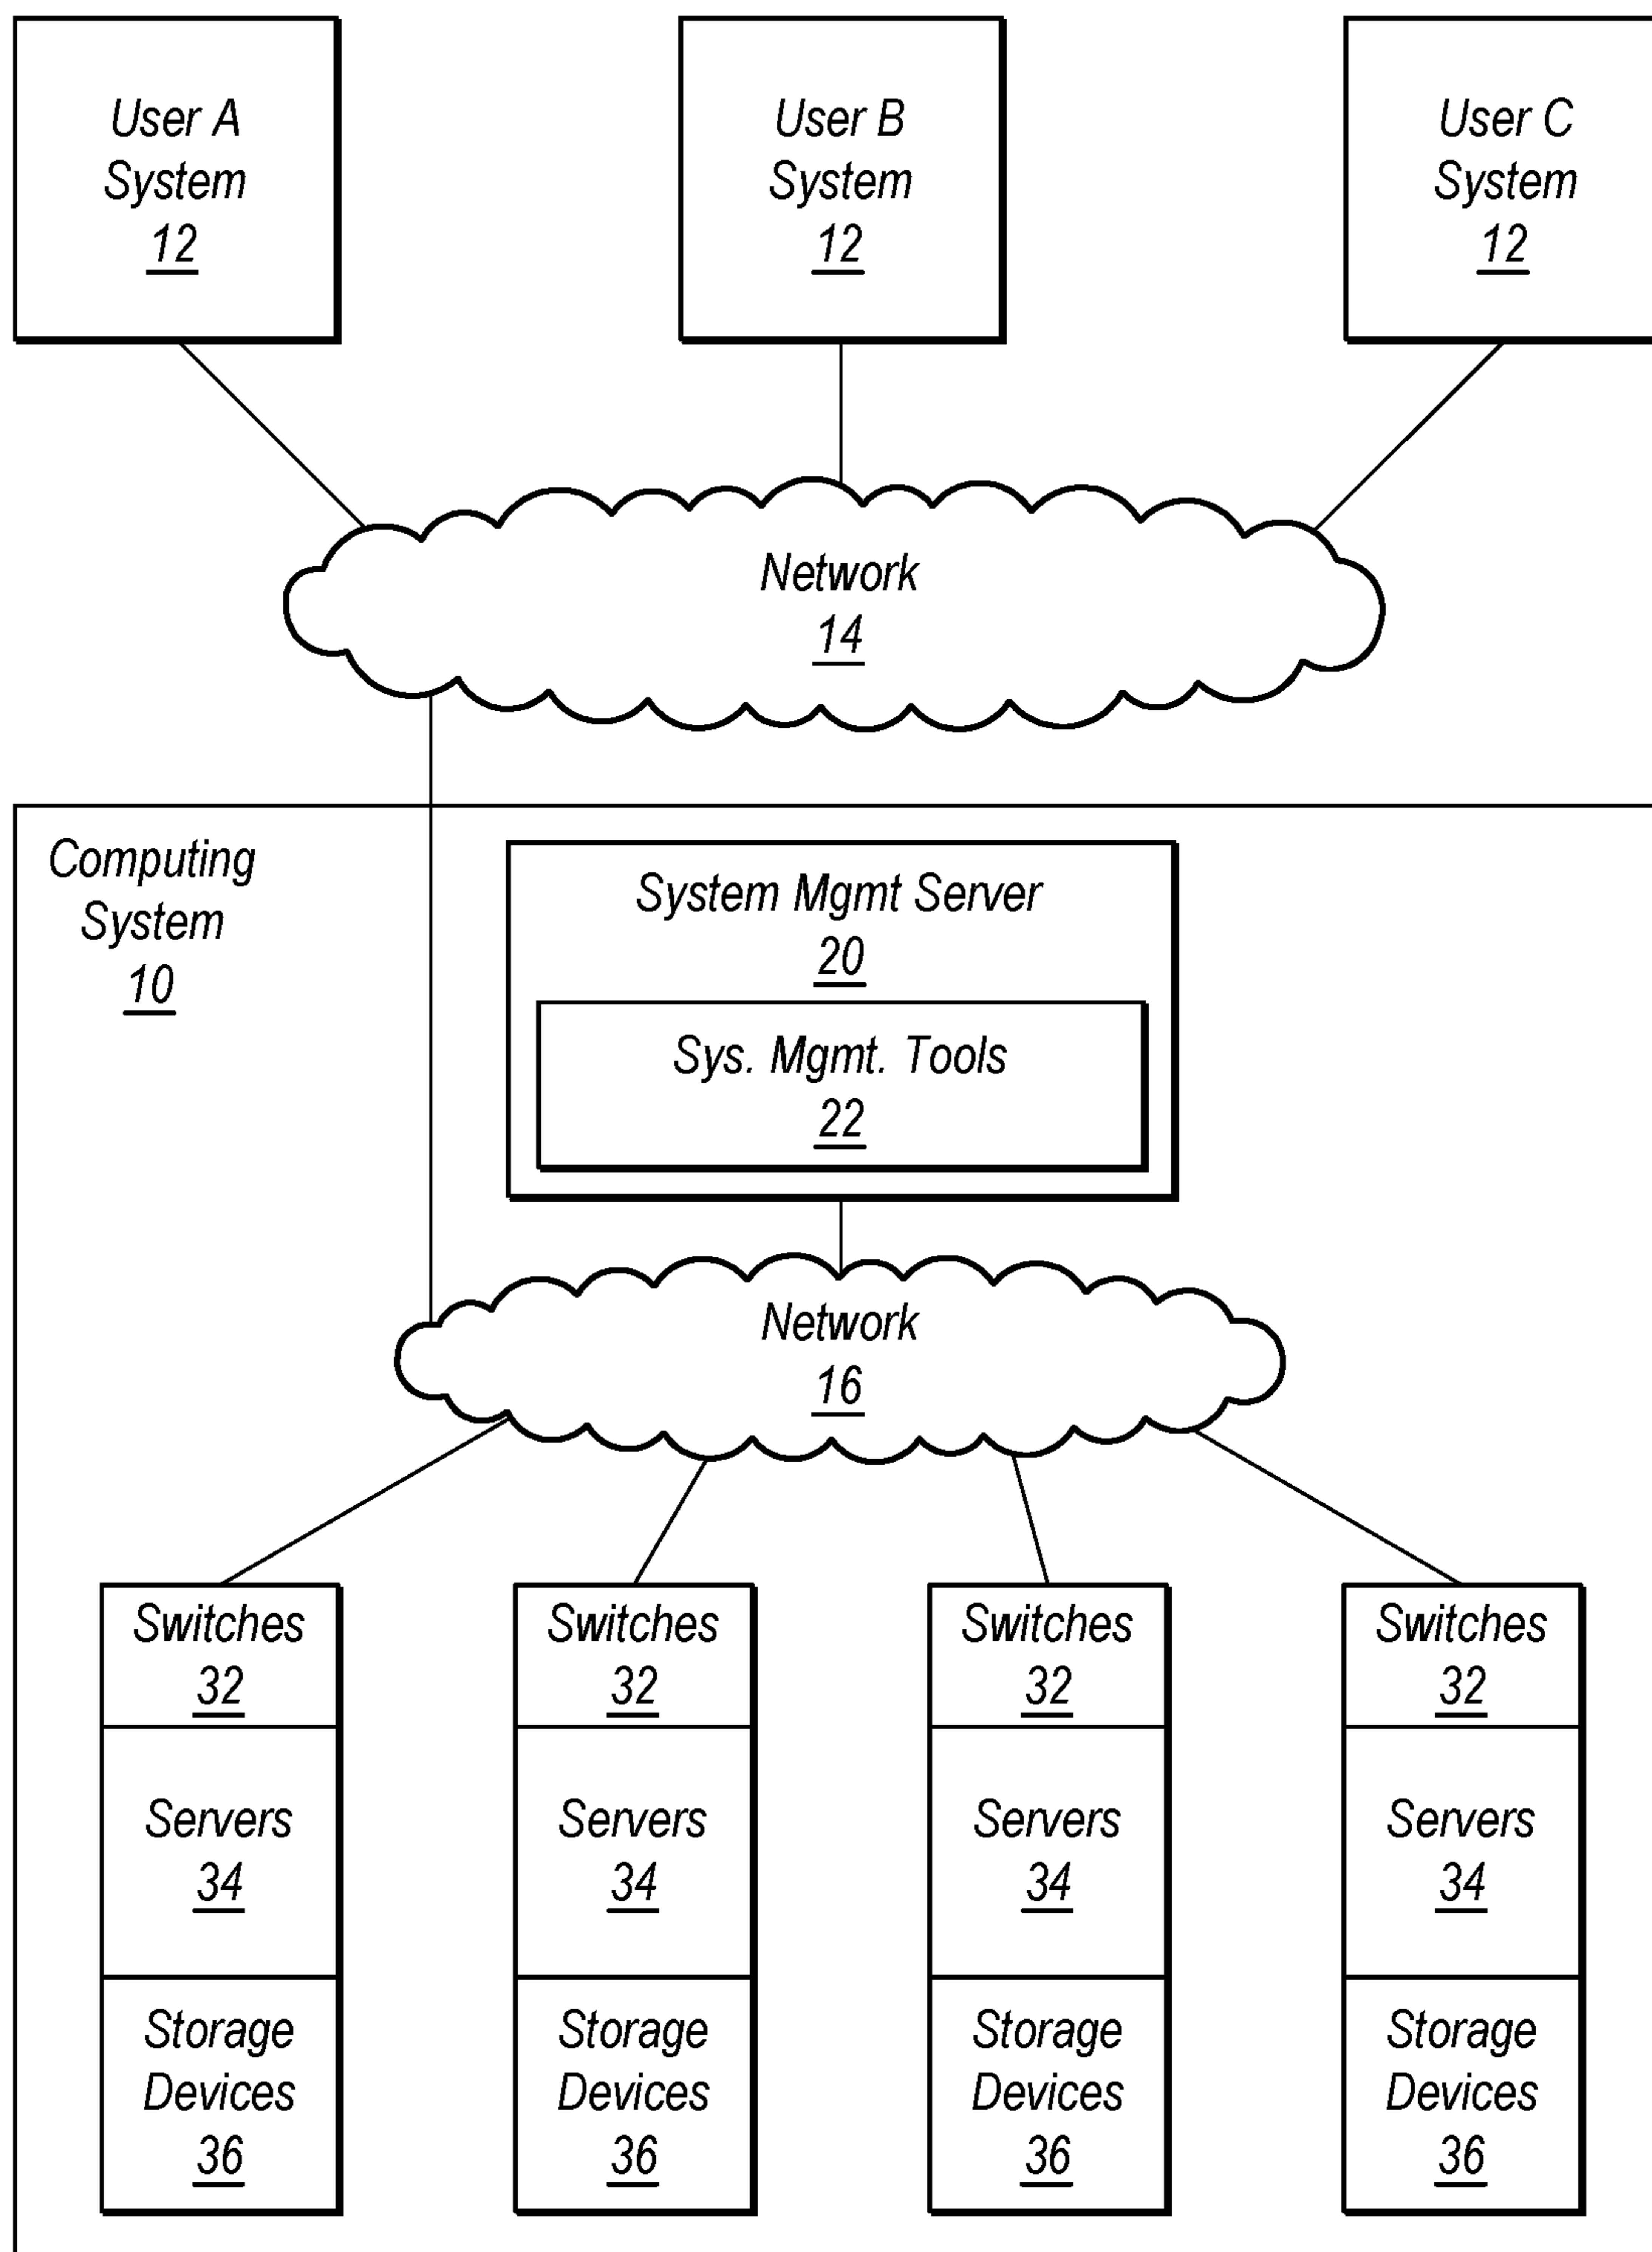 User A
System
12
User B
System
12
User C
System
12
Network
14
Computing
System
10
System Mgmt Server
20
Sys. Mgmt. Tools
22
Network
16
Switches
32
Servers
34
Storage
Devices
36
Switches
32
Servers
34
Storage
Devices
36
Switches
32
Servers
34
Storage
Devices
36
Switches
32
Servers
34
Storage
Devices
36